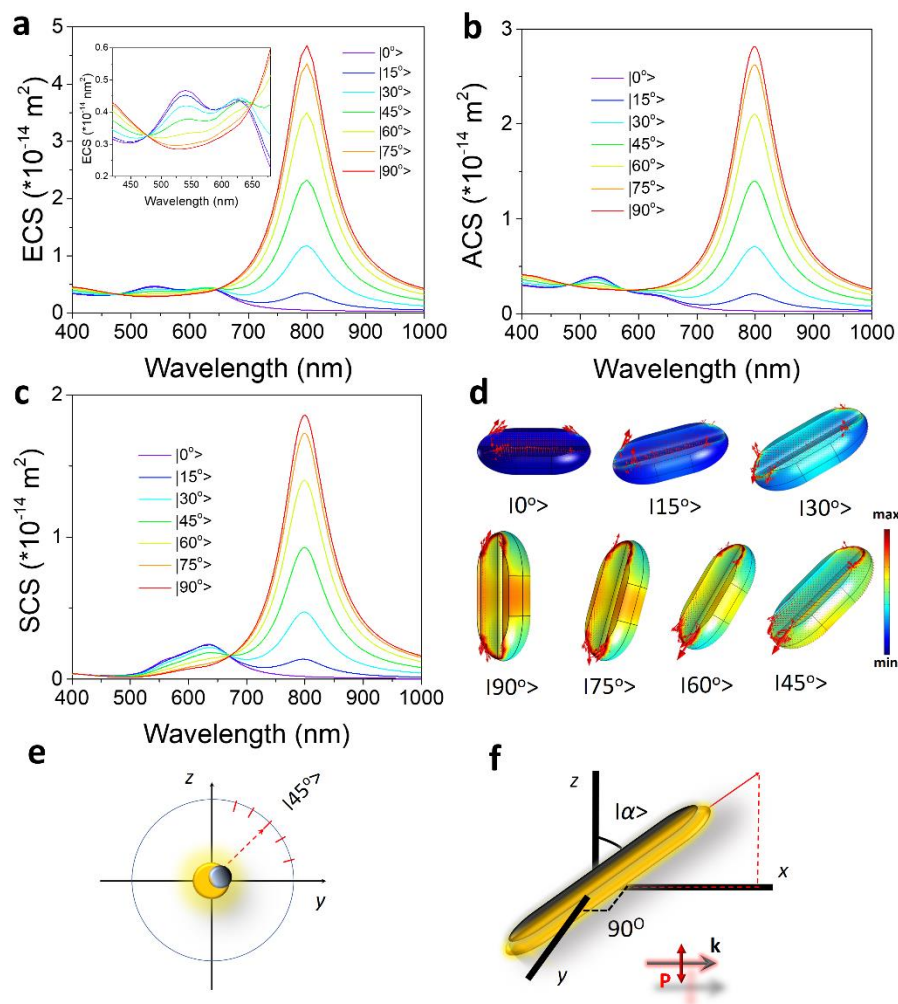 a
ECS (*10⁻¹⁴ m²)
5
4
3
2
1
0
400 500 600 700 800 900 1000
Wavelength (nm)
|0°>
|15°>
|30°>
|45°>
|60°>
|75°>
|90°>
ECS (*10⁻¹⁴ nm²)
0.6
0.5
0.4
0.3
0.2
450 500 550 600 650
Wavelength (nm)
b
ACS (*10⁻¹⁴ m²)
3
2
1
0
400 500 600 700 800 900 1000
Wavelength (nm)
|0°>
|15°>
|30°>
|45°>
|60°>
|75°>
|90°>
c
SCS (*10⁻¹⁴ m²)
2
1
0
400 500 600 700 800 900 1000
Wavelength (nm)
|0°>
|15°>
|30°>
|45°>
|60°>
|75°>
|90°>
d
|0°> |15°> |30°>
max
min
|90°> |75°> |60°> |45°>
e
z
|45°>
y
f
z
|α>
x
90°
y
k
P